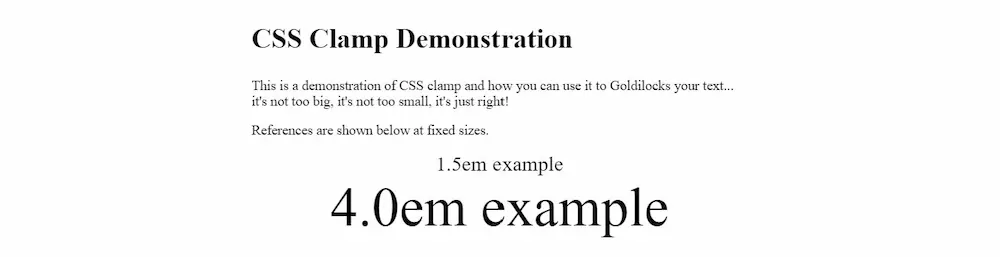 CSS Clamp Demonstration
This is a demonstration of CSS clamp and how you can use it to Goldilocks your text...
it's not too big, it's not too small, it's just right!
References are shown below at fixed sizes.
1.5em example
4.0em example